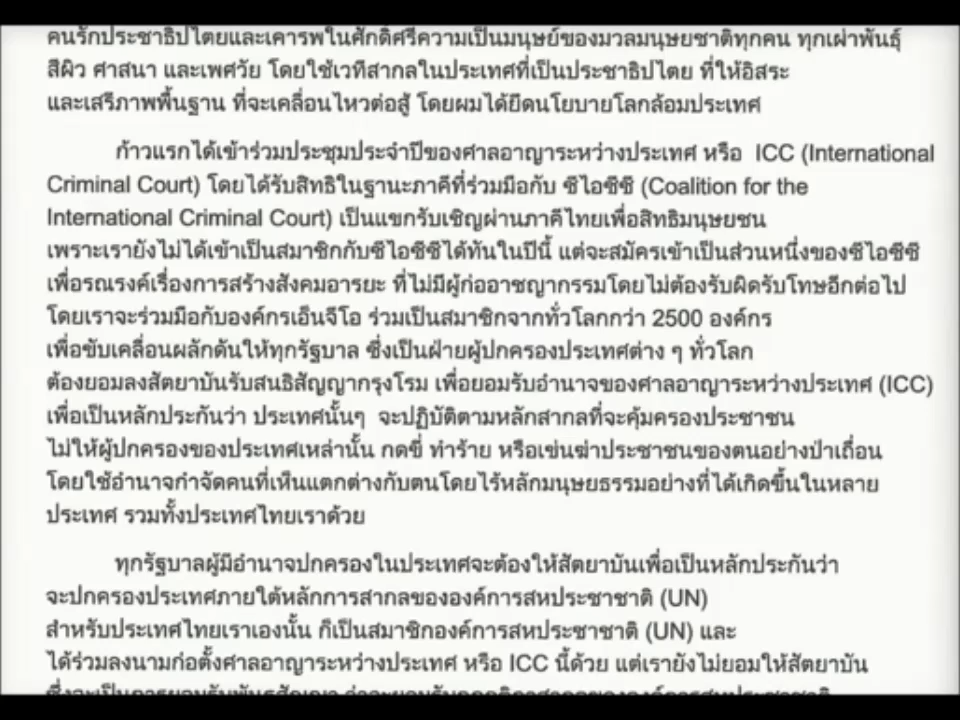 คนรักประชาธิปไตยและเคารพในศักดิ์ศรีความเป็นมนุษย์ของมวลมนุษยชาติทุกคน ทุกเผ่าพันธุ์
สีผิว ศาสนา และเพศวัย โดยใช้เวทีสากลในประเทศที่เป็นประชาธิปไตย ที่ให้อิสระ
และเสรีภาพพื้นฐาน ที่จะเคลื่อนไหวต่อสู้ โดยผมได้ยึดนโยบายโลกล้อมประเทศ
ก้าวแรกได้เข้าร่วมประชุมประจำปีของศาลอาญาระหว่างประเทศ หรือ ICC (International
Criminal Court) โดยได้รับสิทธิในฐานะภาคีที่ร่วมมือกับ ซีไอซีซี (Coalition for the
International Criminal Court) เป็นแขกรับเชิญผ่านภาคีไทยเพื่อสิทธิมนุษยชน
เพราะเรายังไม่ได้เข้าเป็นสมาชิกกับซีไอซีซีได้ทันในปีนี้ แต่จะสมัครเข้าเป็นส่วนหนึ่งของซีไอซีซี
เพื่อรณรงค์เรื่องการสร้างสังคมอารยะ ที่ไม่มีผู้ก่ออาชญากรรมโดยไม่ต้องรับผิดรับโทษอีกต่อไป
โดยเราจะร่วมมือกับองค์กรเอ็นจีโอ ร่วมเป็นสมาชิกจากทั่วโลกกว่า 2500 องค์กร
เพื่อขับเคลื่อนผลักดันให้ทุกรัฐบาล ซึ่งเป็นฝ่ายผู้ปกครองประเทศต่าง ๆ ทั่วโลก
ต้องยอมลงสัตยาบันรับสนธิสัญญากรุงโรม เพื่อยอมรับอำนาจของศาลอาญาระหว่างประเทศ (ICC)
เพื่อเป็นหลักประกันว่า ประเทศนั้นๆ จะปฏิบัติตามหลักสากลที่จะคุ้มครองประชาชน
ไม่ให้ผู้ปกครองของประเทศเหล่านั้น กดขี่ ทำร้าย หรือเข่นฆ่าประชาชนของตนอย่างป่าเถื่อน
โดยใช้อำนาจกำจัดคนที่เห็นแตกต่างกับตนโดยไร้หลักมนุษยธรรมอย่างที่ได้เกิดขึ้นในหลาย
ประเทศ รวมทั้งประเทศไทยเราด้วย
ทุกรัฐบาลผู้มีอำนาจปกครองในประเทศจะต้องให้สัตยาบันเพื่อเป็นหลักประกันว่า
จะปกครองประเทศภายใต้หลักการสากลขององค์การสหประชาชาติ (UN)
สำหรับประเทศไทยเราเองนั้น ก็เป็นสมาชิกองค์การสหประชาชาติ (UN) และ
ได้ร่วมลงนามก่อตั้งศาลอาญาระหว่างประเทศ หรือ ICC นี้ด้วย แต่เรายังไม่ยอมให้สัตยาบัน